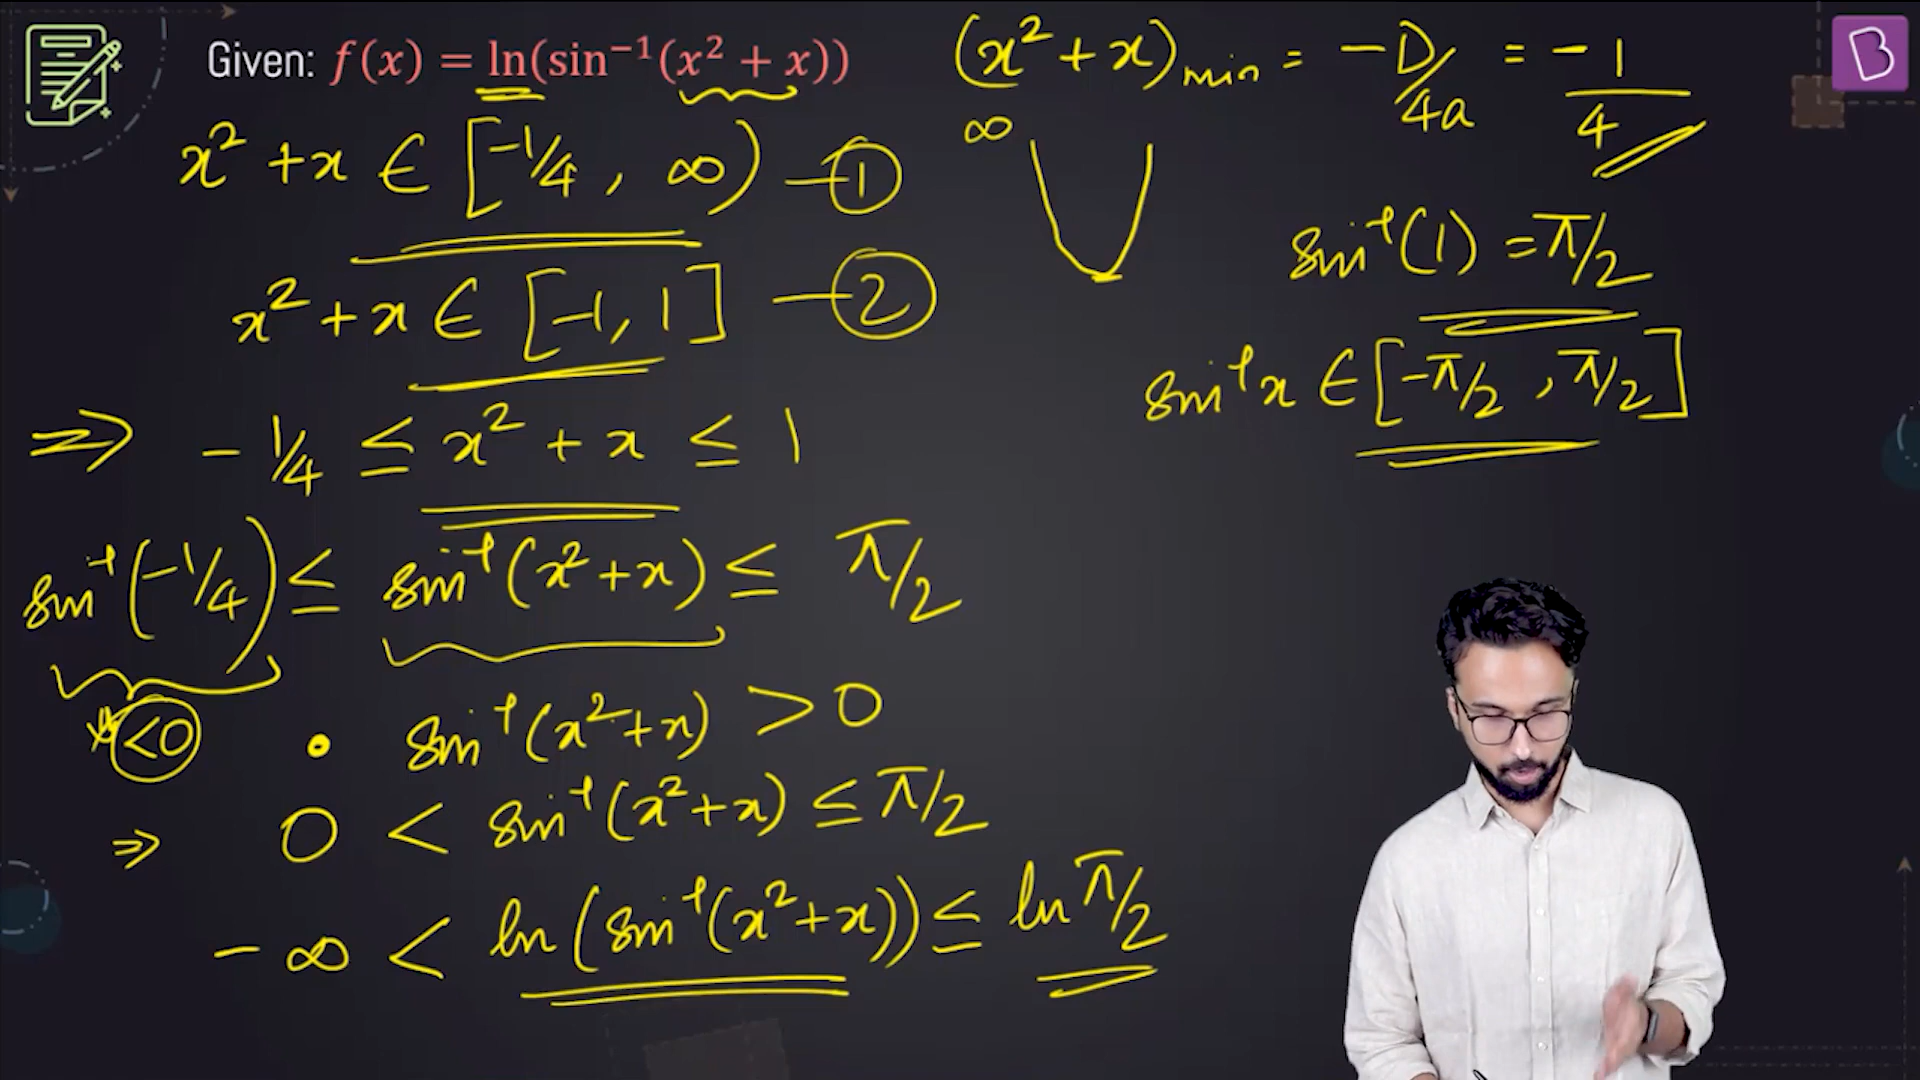 Given: f(x) = ln(sin⁻¹(x² + x))
(x² + x)min = -D/4a = -1/4
x² + x ∈ [-1/4, ∞) — 1
∞
sin⁻¹(1) = π/2
x² + x ∈ [-1, 1] — 2
sin⁻¹x ∈ [-π/2, π/2]
⇒ -1/4 ≤ x² + x ≤ 1
sin⁻¹(-1/4) ≤ sin⁻¹(x² + x) ≤ π/2
<0 • sin⁻¹(x² + x) > 0
⇒ 0 < sin⁻¹(x² + x) ≤ π/2
-∞ < ln(sin⁻¹(x² + x)) ≤ ln π/2
B